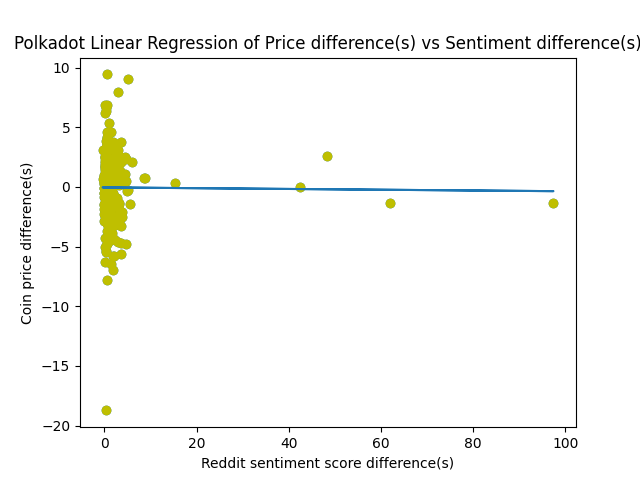 Polkadot Linear Regression of Price difference(s) vs Sentiment difference(s)
10
5
0
−5
−10
−15
−20
Coin price difference(s)
0 20 40 60 80 100
Reddit sentiment score difference(s)